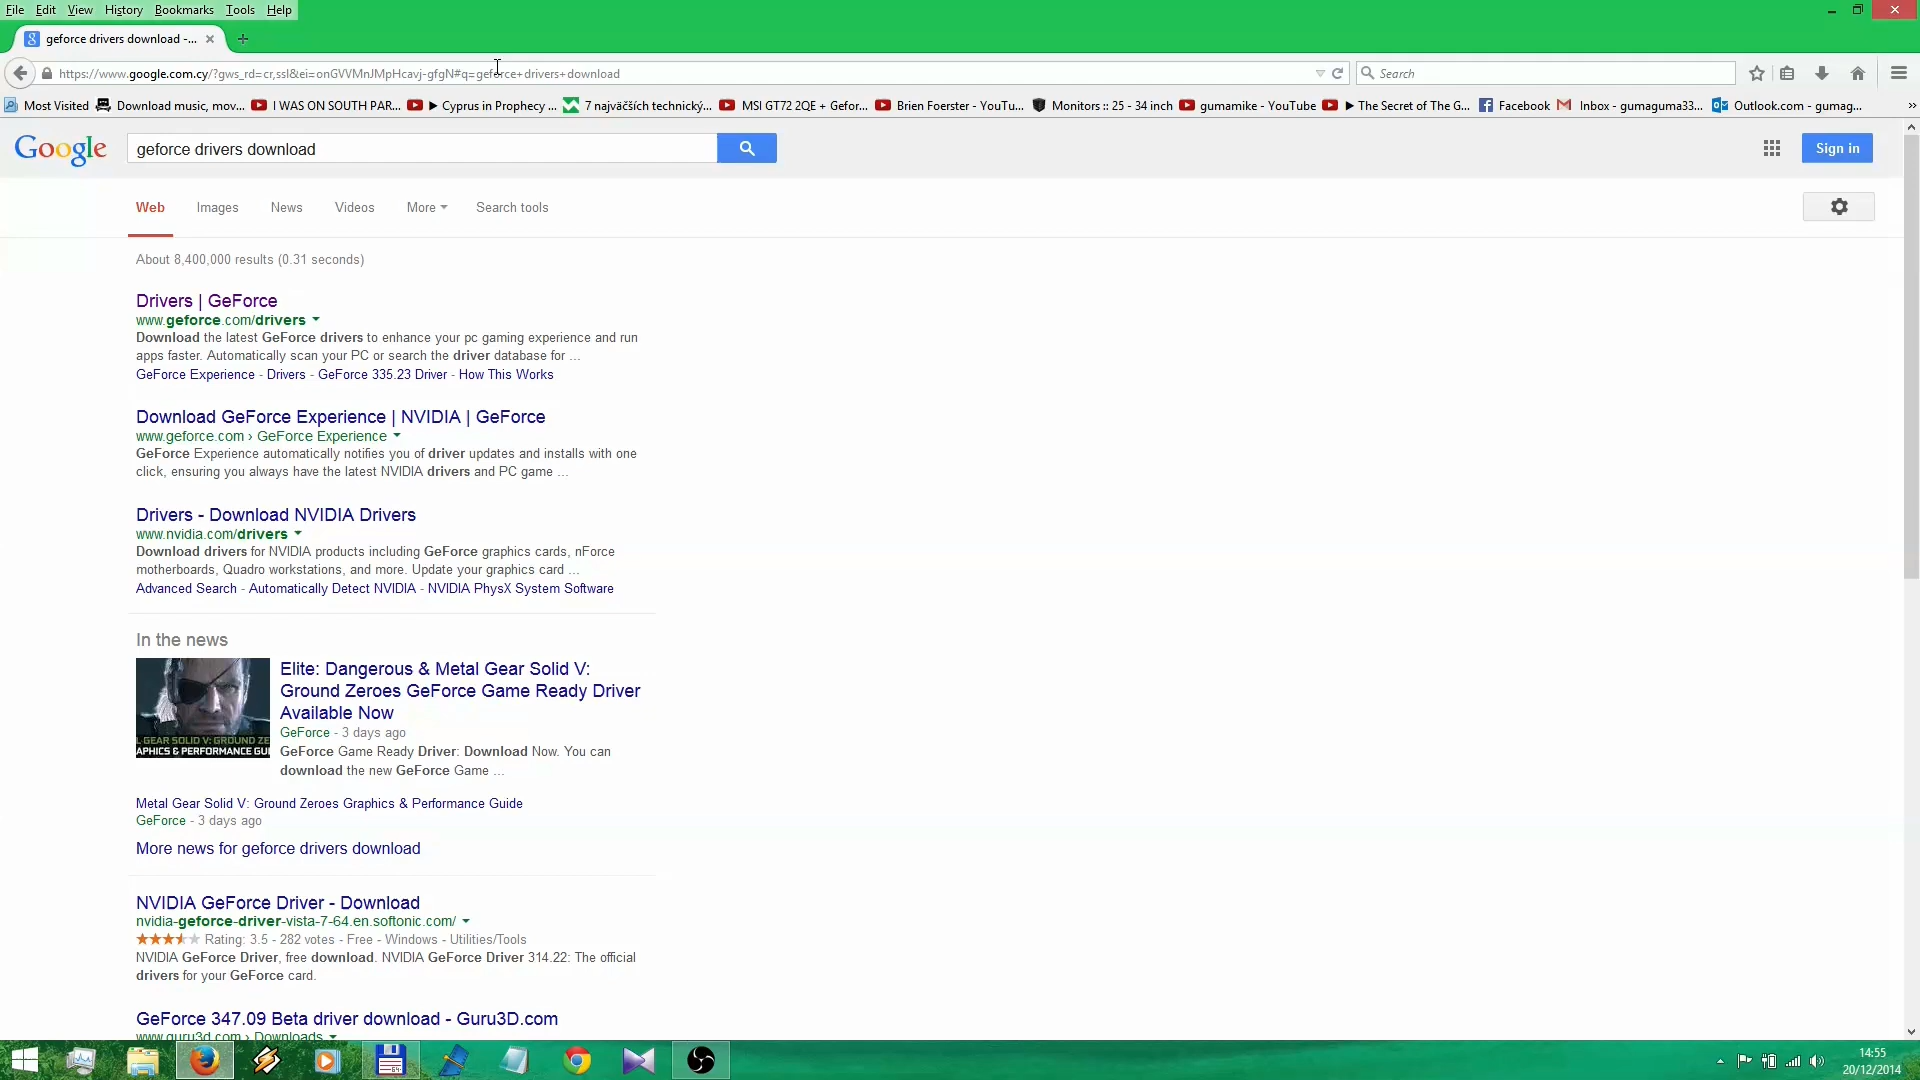 File Edit View History Bookmarks Tools Help
geforce drivers download -...
https://www.google.com.cy/?gws_rd=cr,ssl&ei=onGVVMnJMpHcavj-gfgN#q=geforce+drivers+download
Search
Most Visited Download music, mov... I WAS ON SOUTH PAR... ▶ Cyprus in Prophecy ... 7 najväčších technický... MSI GT72 2QE + Gefor... Brien Foerster - YouTu... Monitors :: 25 - 34 inch gumamike - YouTube ▶ The Secret of The G... Facebook Inbox - gumaguma33... Outlook.com - gumag... »
Google geforce drivers download Sign in
Web Images News Videos More Search tools
About 8,400,000 results (0.31 seconds)
Drivers | GeForce
www.geforce.com/drivers
Download the latest GeForce drivers to enhance your pc gaming experience and run
apps faster. Automatically scan your PC or search the driver database for ...
GeForce Experience - Drivers - GeForce 335.23 Driver - How This Works
Download GeForce Experience | NVIDIA | GeForce
www.geforce.com › GeForce Experience
GeForce Experience automatically notifies you of driver updates and installs with one
click, ensuring you always have the latest NVIDIA drivers and PC game ...
Drivers - Download NVIDIA Drivers
www.nvidia.com/drivers
Download drivers for NVIDIA products including GeForce graphics cards, nForce
motherboards, Quadro workstations, and more. Update your graphics card ...
Advanced Search - Automatically Detect NVIDIA - NVIDIA PhysX System Software
In the news
L GEAR SOLID V: GROUND ZE
APHICS & PERFORMANCE GUI
Elite: Dangerous & Metal Gear Solid V:
Ground Zeroes GeForce Game Ready Driver
Available Now
GeForce - 3 days ago
GeForce Game Ready Driver: Download Now. You can
download the new GeForce Game ...
Metal Gear Solid V: Ground Zeroes Graphics & Performance Guide
GeForce - 3 days ago
More news for geforce drivers download
NVIDIA GeForce Driver - Download
nvidia-geforce-driver-vista-7-64.en.softonic.com/
Rating: 3.5 - 282 votes - Free - Windows - Utilities/Tools
NVIDIA GeForce Driver, free download. NVIDIA GeForce Driver 314.22: The official
drivers for your GeForce card.
GeForce 347.09 Beta driver download - Guru3D.com
www.guru3d.com › Downloads
14:55
20/12/2014